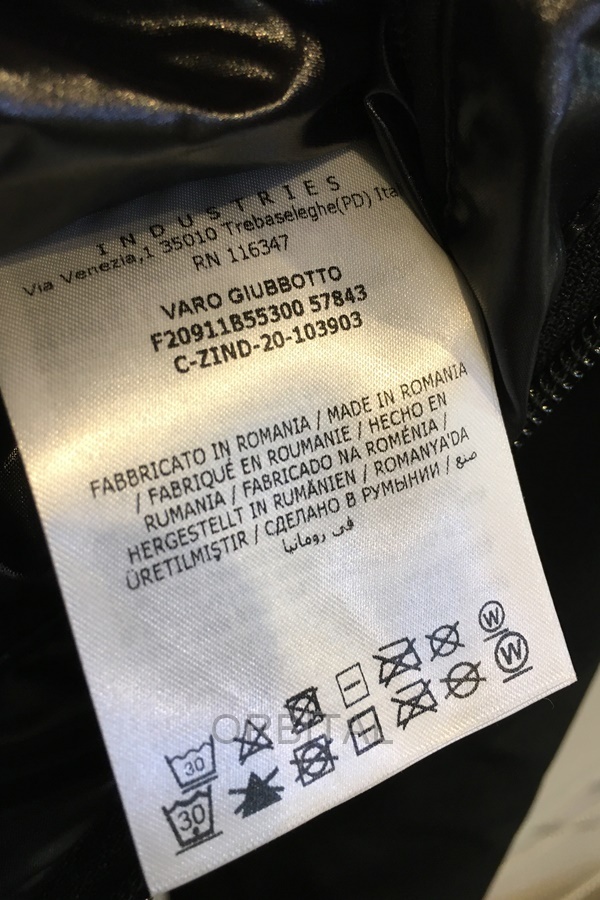 INDUSTRIES
Via Venezia,1 35010 Trebaseleghe(PD) Ita
RN 116347
VARO GIUBBOTTO
F20911B55300 57843
C-ZIND-20-103903
FABBRICATO IN ROMANIA / MADE IN ROMANIA
/ FABRIQUÉ EN ROUMANIE / HECHO EN
RUMANIA / FABRICADO NA ROMÉNIA /
HERGESTELLT IN RUMÄNIEN / ROMANYA'DA
ÜRETILMIŞTIR / СДЕЛАНО В РУМЫНИИ / صنع
في رومانيا
30 W
30 W
ORBITAL